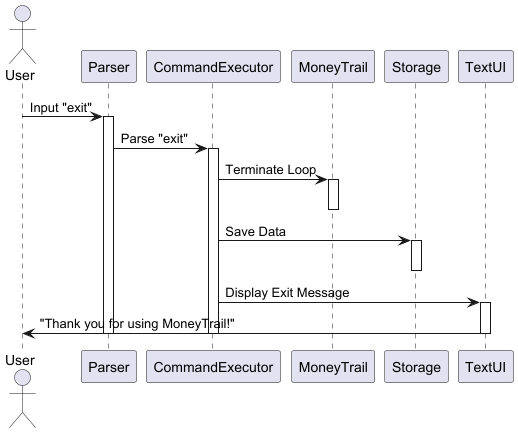 User
Parser
CommandExecutor
MoneyTrail
Storage
TextUI
Input "exit"
Parse "exit"
Terminate Loop
Save Data
Display Exit Message
"Thank you for using MoneyTrail!"
User
Parser
CommandExecutor
MoneyTrail
Storage
TextUI